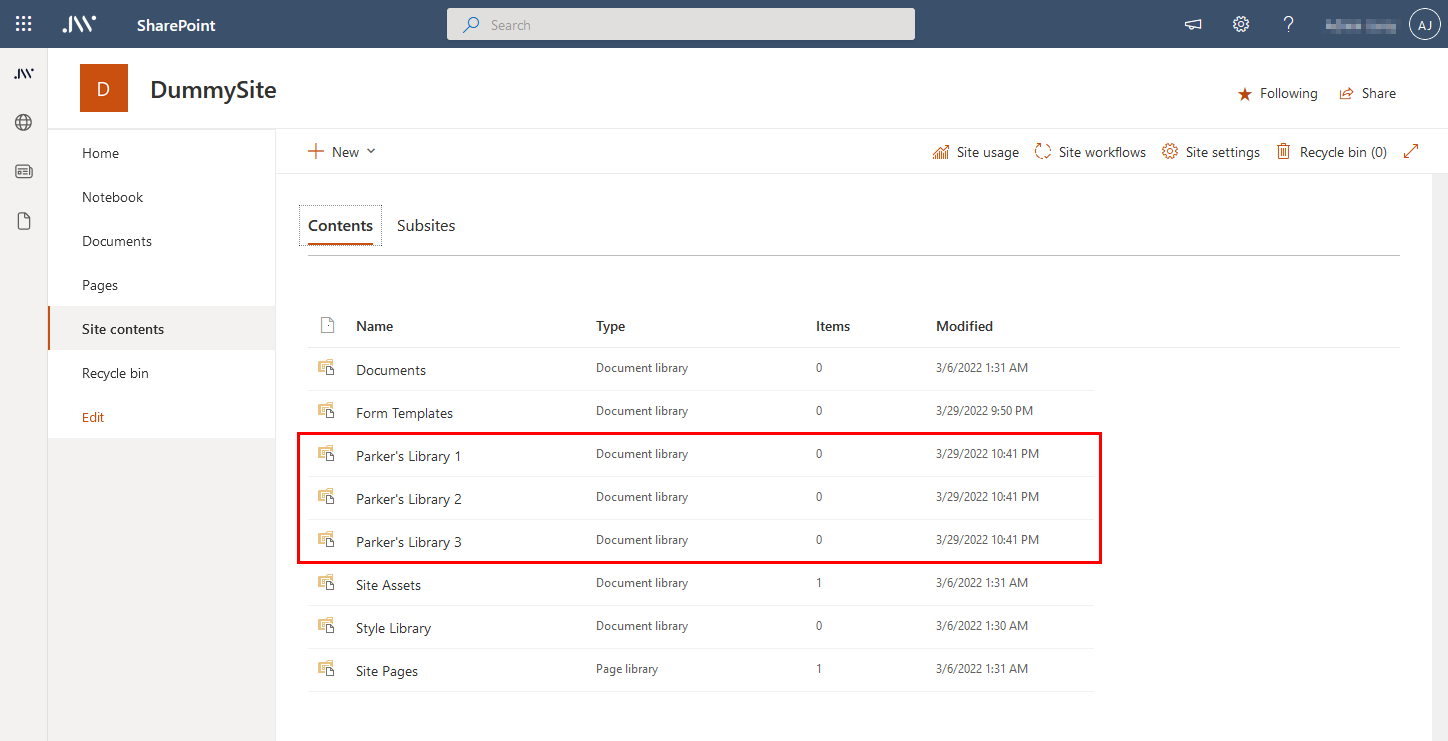 SharePoint
Search
AJ
D
DummySite
Following
Share
Home
Notebook
Documents
Pages
Site contents
Recycle bin
Edit
New
Site usage
Site workflows
Site settings
Recycle bin (0)
Contents
Subsites
Name Type Items Modified
Documents Document library 0 3/6/2022 1:31 AM
Form Templates Document library 0 3/29/2022 9:50 PM
Parker's Library 1 Document library 0 3/29/2022 10:41 PM
Parker's Library 2 Document library 0 3/29/2022 10:41 PM
Parker's Library 3 Document library 0 3/29/2022 10:41 PM
Site Assets Document library 1 3/6/2022 1:31 AM
Style Library Document library 0 3/6/2022 1:30 AM
Site Pages Page library 1 3/6/2022 1:31 AM